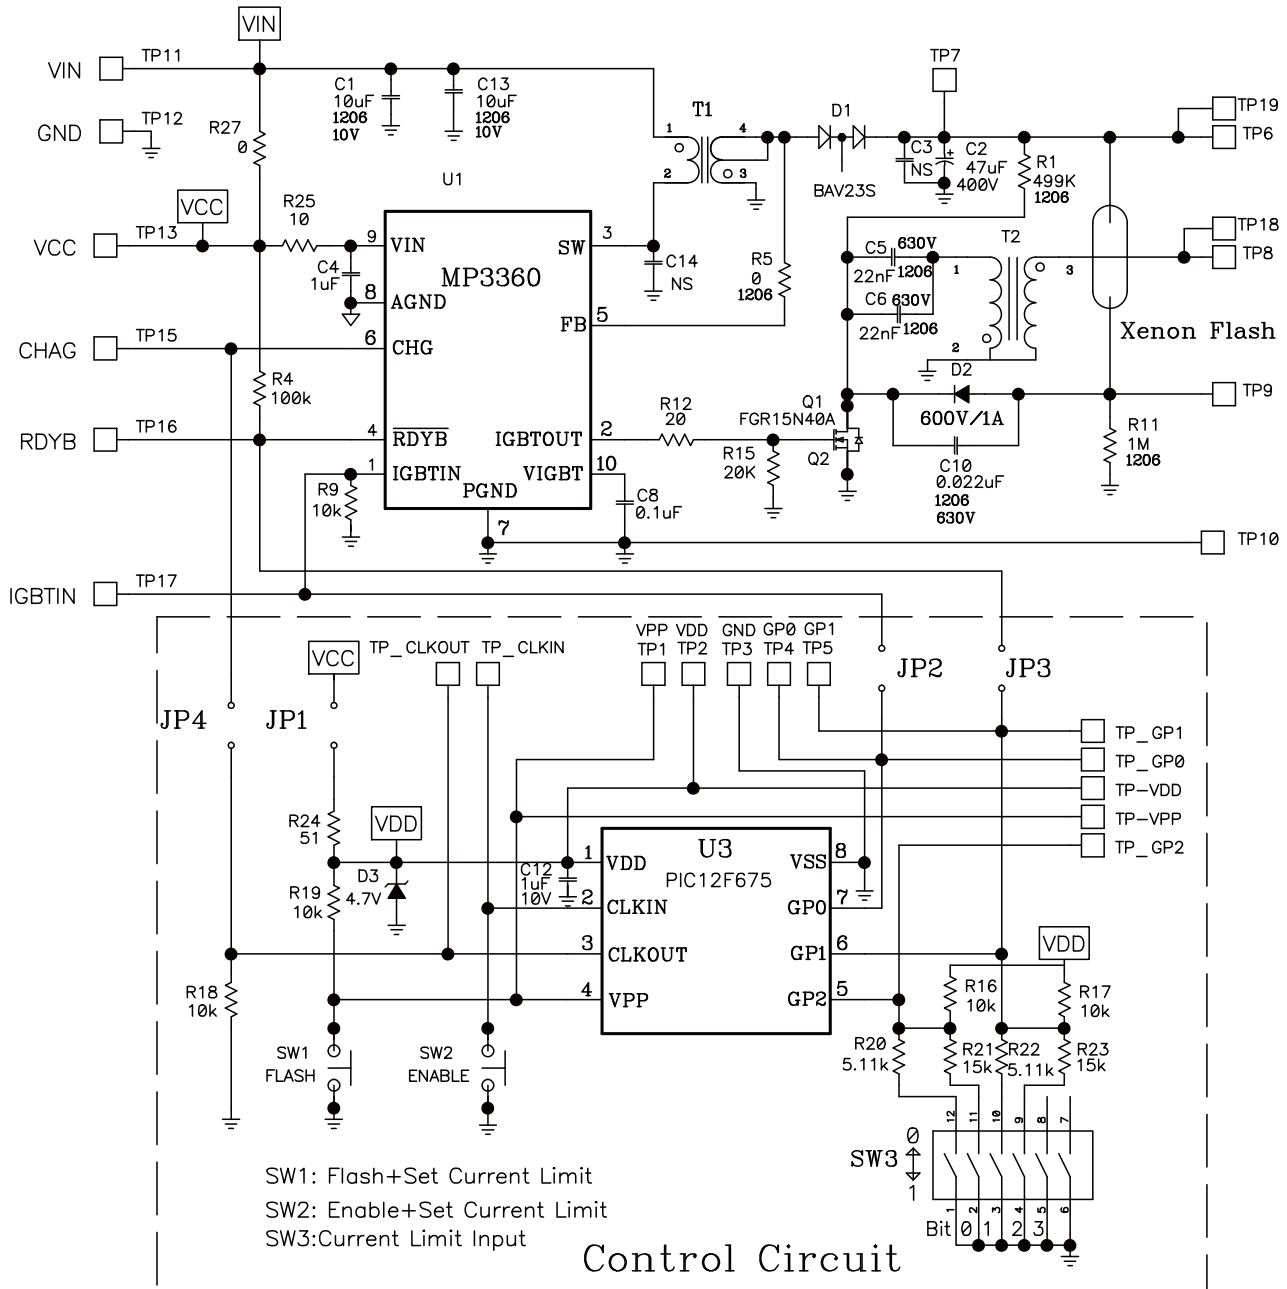 VIN
VIN
TP11
GND
TP12
R27
0
C1
10uF
1206
10V
C13
10uF
1206
10V
T1
1
2
4
3
D1
BAV23S
TP7
C3
NS
C2
47uF
400V
R1
499K
1206
TP19
TP6
TP18
TP8
VCC
VCC
TP13
R25
10
C4
1uF
U1
MP3360
9
VIN
8
AGND
6
CHG
4
RDYB
1
IGBTIN
PGND
7
SW
3
FB
5
IGBTOUT
2
VIGBT
10
C14
NS
R5
0
1206
C5
630V
22nF
1206
C6
630V
22nF
1206
T2
1
2
3
Xenon Flash
CHAG
TP15
R4
100k
RDYB
TP16
R9
10k
R12
20
R15
20K
Q1
FGR15N40A
Q2
D2
600V/1A
C10
0.022uF
1206
630V
TP9
R11
1M
1206
C8
0.1uF
TP10
IGBTIN
TP17
VCC
TP_CLKOUT
TP_CLKIN
VPP
TP1
VDD
TP2
GND
TP3
GP0
TP4
GP1
TP5
JP2
JP3
JP4
JP1
TP_GP1
TP_GP0
TP-VDD
TP-VPP
TP_GP2
R24
51
VDD
R19
10k
D3
4.7V
C12
1uF
10V
U3
PIC12F675
1
VDD
2
CLKIN
3
CLKOUT
4
VPP
VSS
8
GP0
7
GP1
6
GP2
5
VDD
R18
10k
R16
10k
R17
10k
R20
5.11k
R21
15k
R22
5.11k
R23
15k
SW1
FLASH
SW2
ENABLE
12
11
10
9
8
7
SW3
0
1
1
2
3
4
5
6
Bit 0 1 2 3
SW1: Flash+Set Current Limit
SW2: Enable+Set Current Limit
SW3:Current Limit Input
Control Circuit